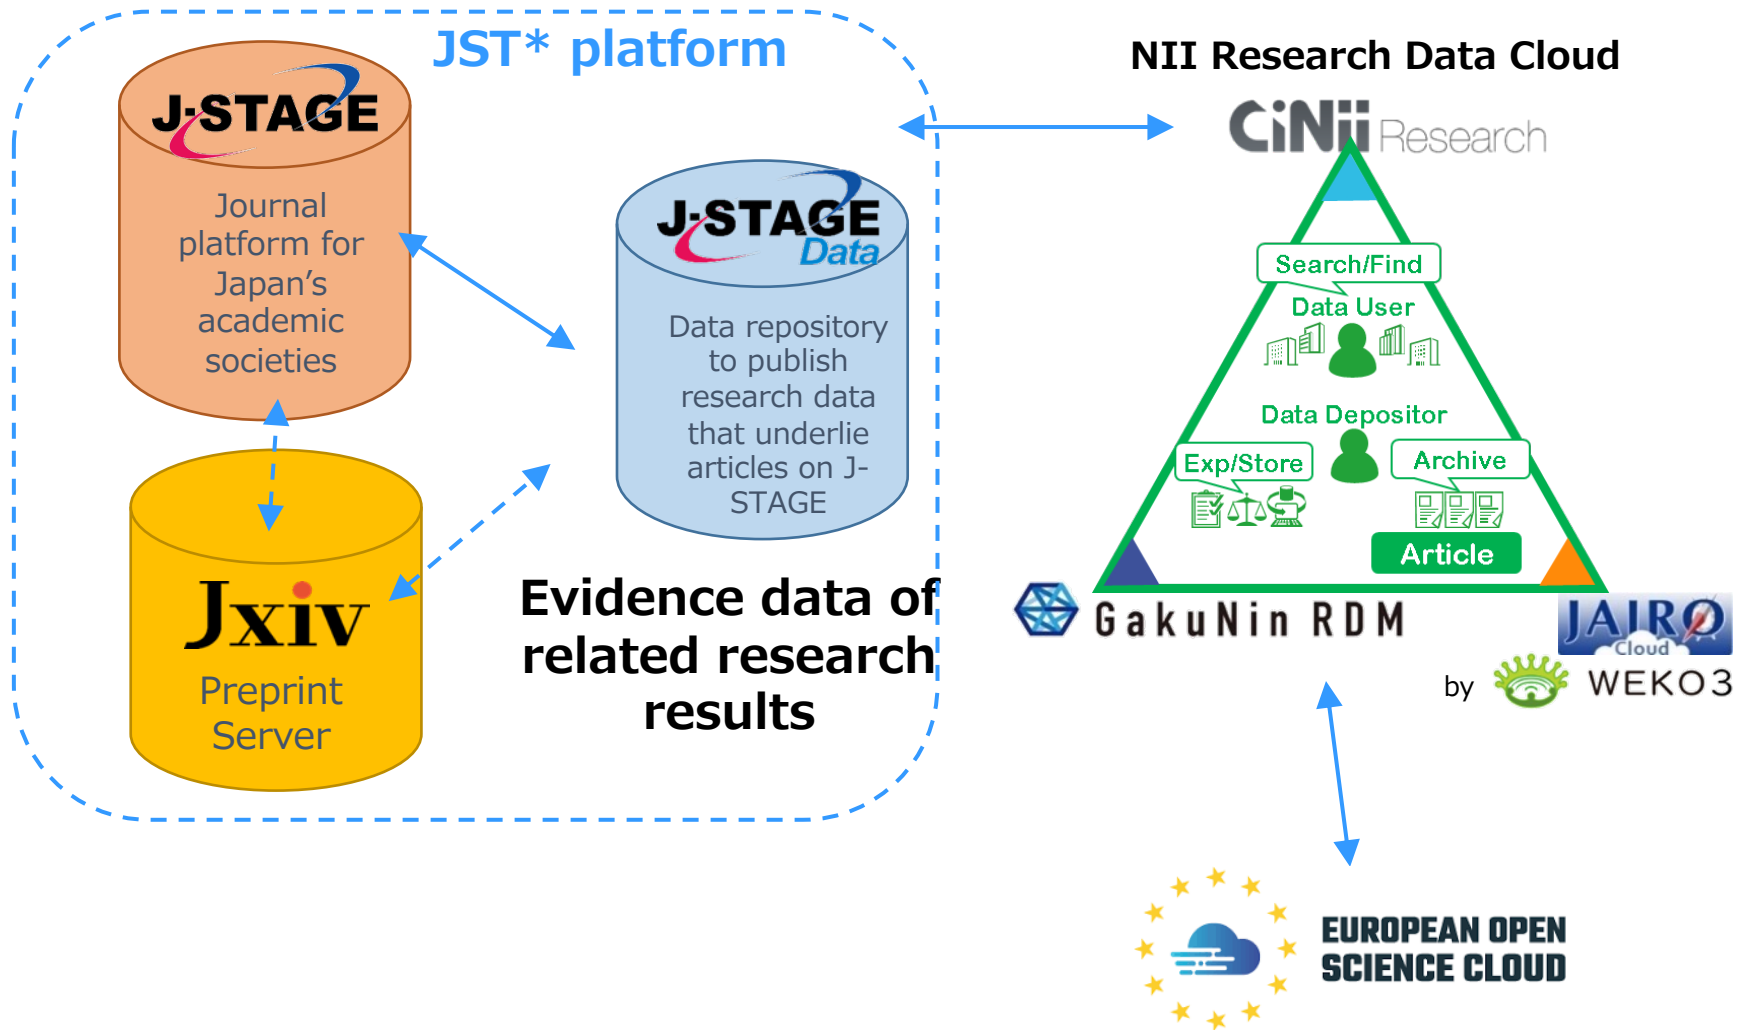 JST* platform
J-STAGE
Journal
platform for
Japan’s
academic
societies
J-STAGE
Data
Data repository
to publish
research data
that underlie
articles on J-
STAGE
Jxiv
Preprint
Server
Evidence data of
related research
results
NII Research Data Cloud
CiNii Research
Search/Find
Data User
Data Depositor
Exp/Store
Archive
Article
GakuNin RDM
JAIRO
Cloud
by WEKO3
EUROPEAN OPEN
SCIENCE CLOUD